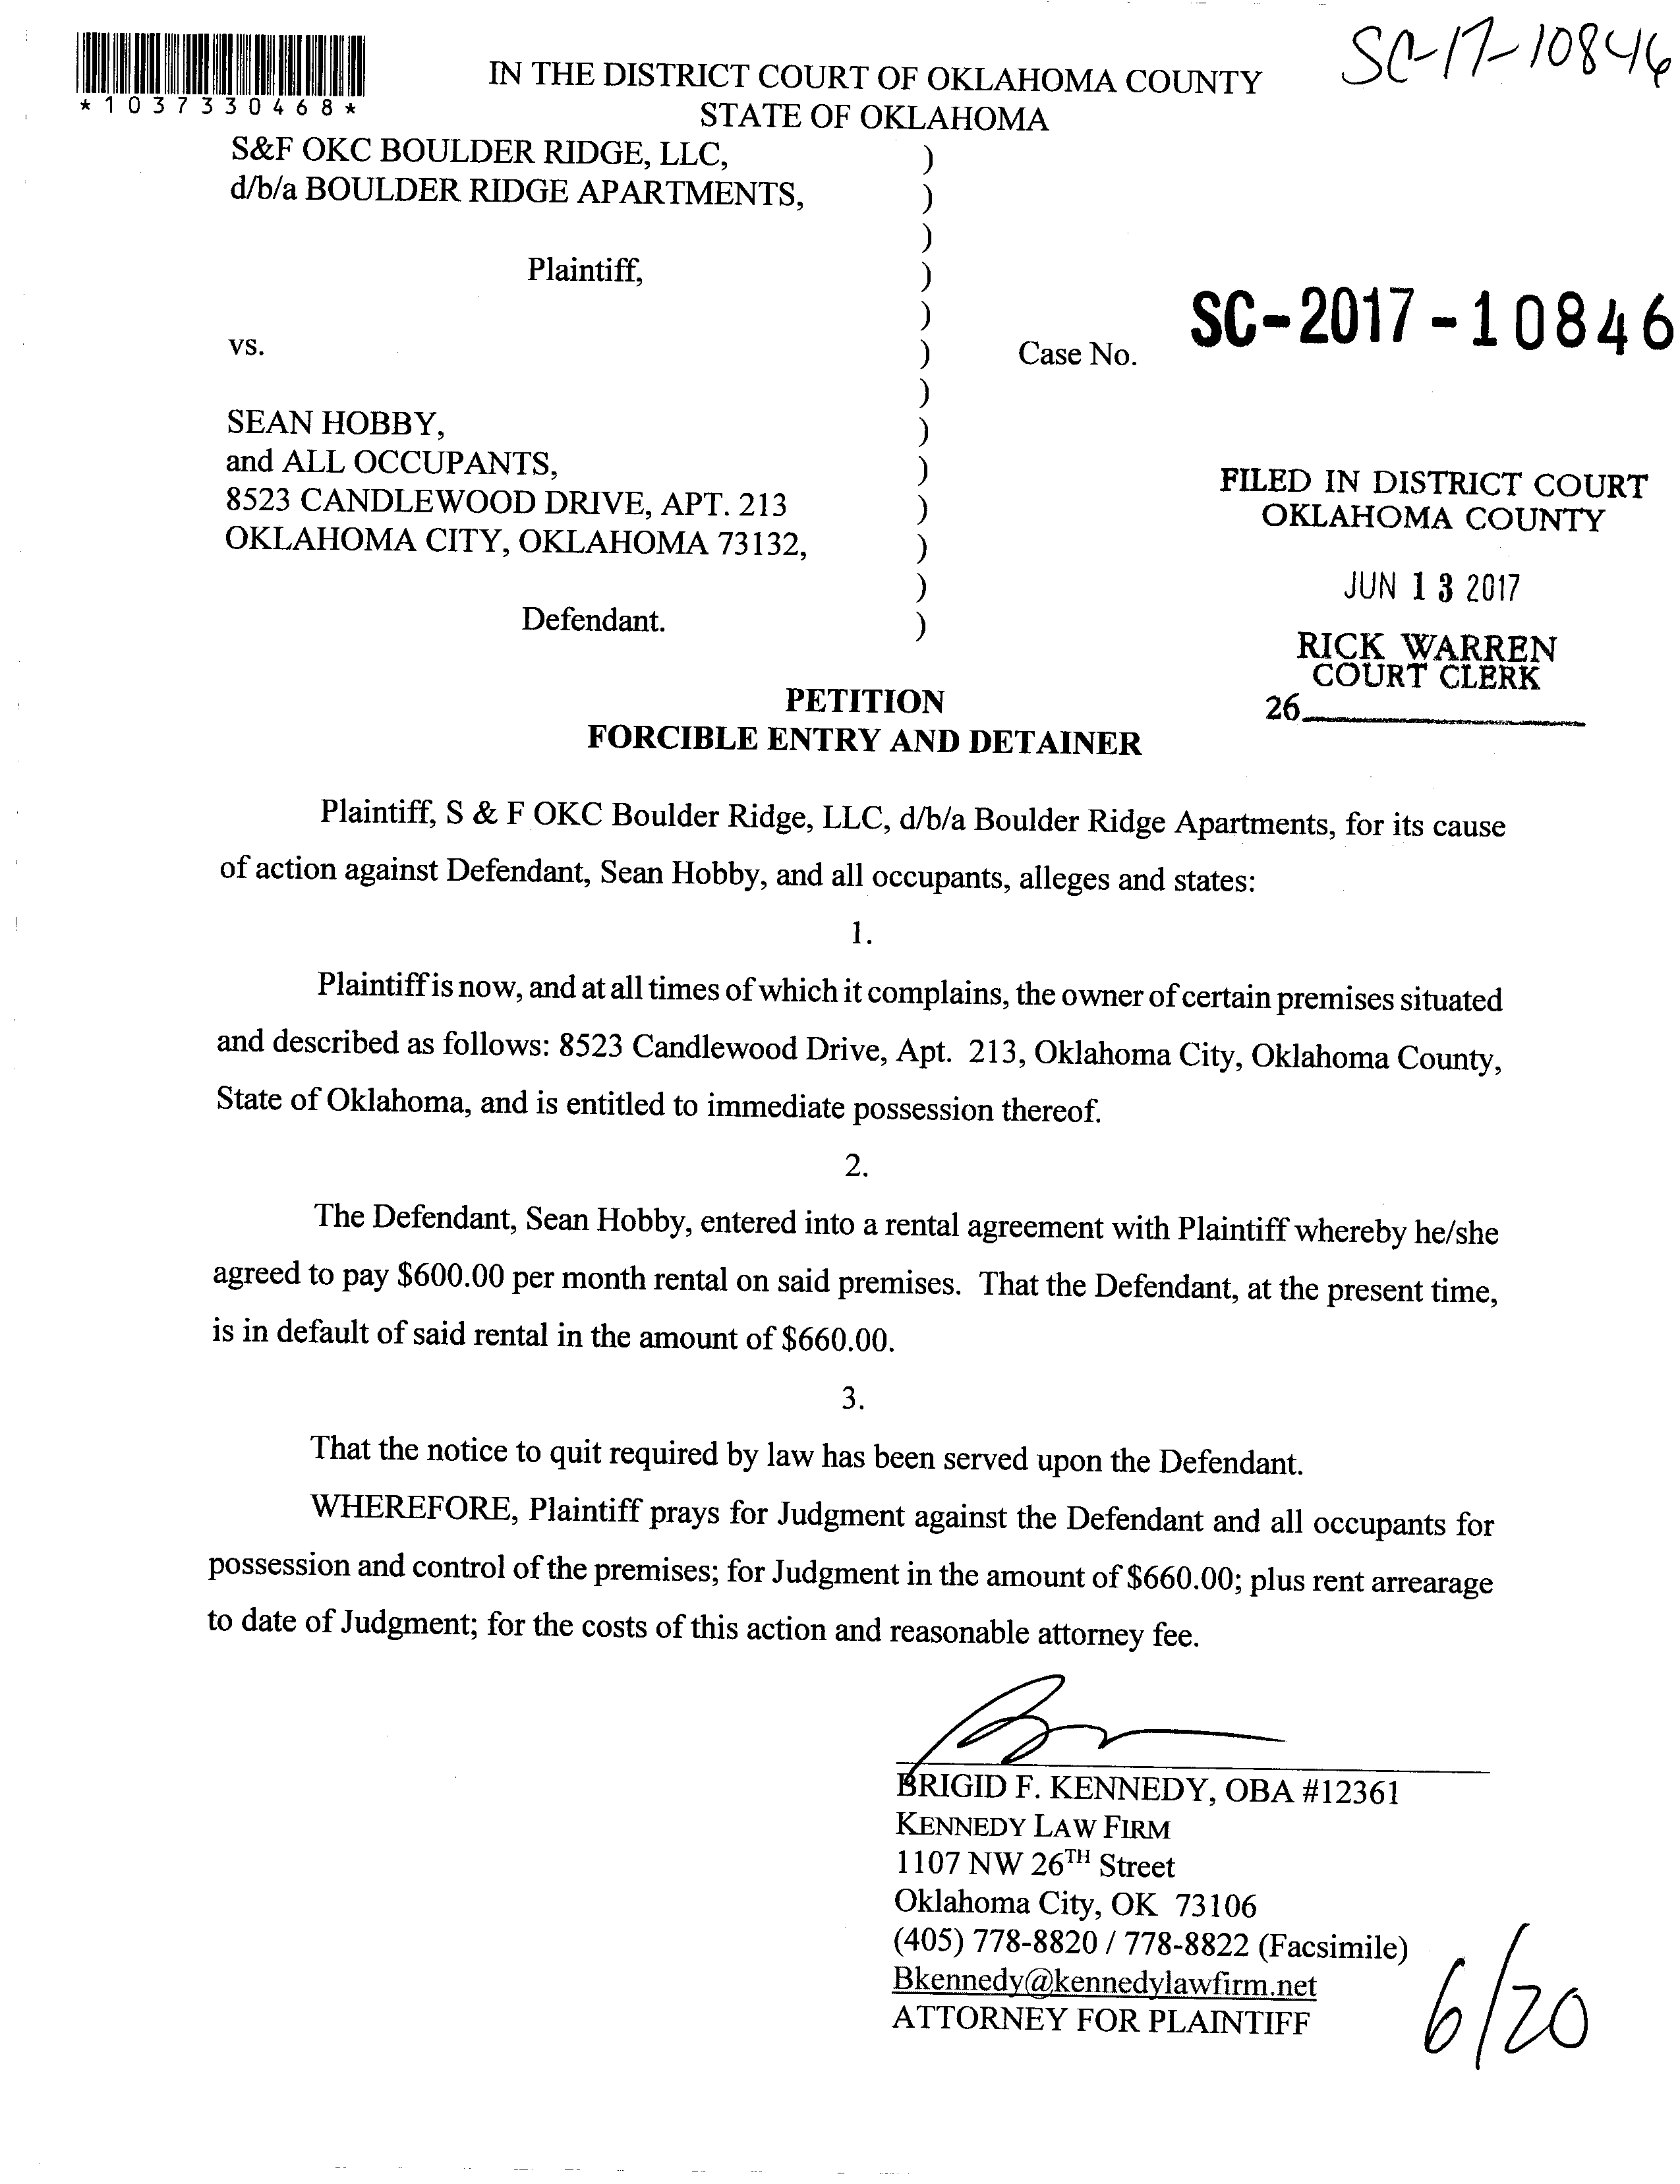 SC-17-10846
*1037330468*
IN THE DISTRICT COURT OF OKLAHOMA COUNTY
STATE OF OKLAHOMA
S&F OKC BOULDER RIDGE, LLC, )
d/b/a BOULDER RIDGE APARTMENTS, )
)
Plaintiff, )
)
vs. ) Case No. SC-2017-10846
)
SEAN HOBBY, )
and ALL OCCUPANTS, )
8523 CANDLEWOOD DRIVE, APT. 213 )
OKLAHOMA CITY, OKLAHOMA 73132, )
)
Defendant. )
FILED IN DISTRICT COURT
OKLAHOMA COUNTY
JUN 13 2017
RICK WARREN
COURT CLERK
26
PETITION
FORCIBLE ENTRY AND DETAINER
Plaintiff, S & F OKC Boulder Ridge, LLC, d/b/a Boulder Ridge Apartments, for its cause
of action against Defendant, Sean Hobby, and all occupants, alleges and states:
1.
Plaintiff is now, and at all times of which it complains, the owner of certain premises situated
and described as follows: 8523 Candlewood Drive, Apt. 213, Oklahoma City, Oklahoma County,
State of Oklahoma, and is entitled to immediate possession thereof.
2.
The Defendant, Sean Hobby, entered into a rental agreement with Plaintiff whereby he/she
agreed to pay $600.00 per month rental on said premises. That the Defendant, at the present time,
is in default of said rental in the amount of $660.00.
3.
That the notice to quit required by law has been served upon the Defendant.
WHEREFORE, Plaintiff prays for Judgment against the Defendant and all occupants for
possession and control of the premises; for Judgment in the amount of $660.00; plus rent arrearage
to date of Judgment; for the costs of this action and reasonable attorney fee.
BRIGID F. KENNEDY, OBA #12361
KENNEDY LAW FIRM
1107 NW 26TH Street
Oklahoma City, OK 73106
(405) 778-8820 / 778-8822 (Facsimile)
Bkennedy@kennedylawfirm.net
ATTORNEY FOR PLAINTIFF
6/20